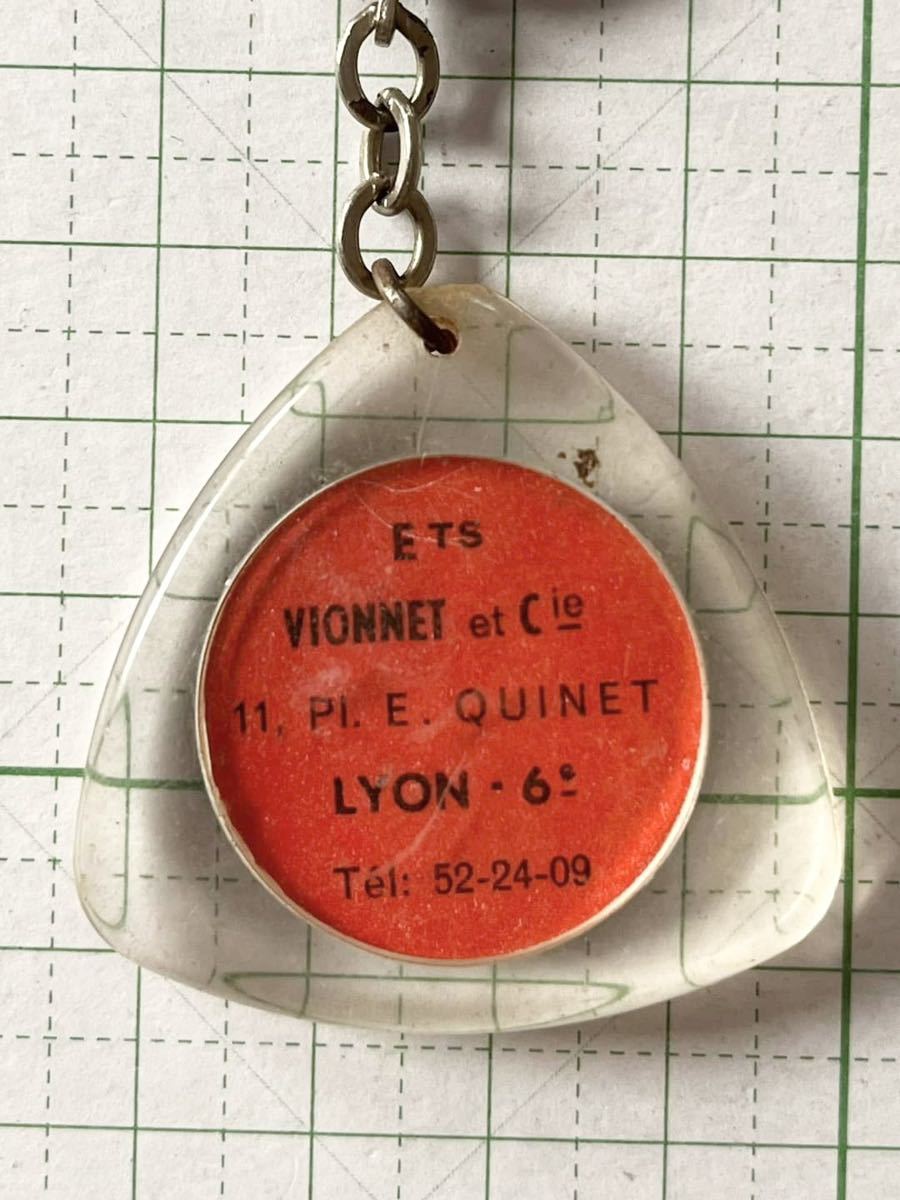 ETS
VIONNET et Cie
11, Pl. E. QUINET
LYON - 6e
Tél: 52-24-09